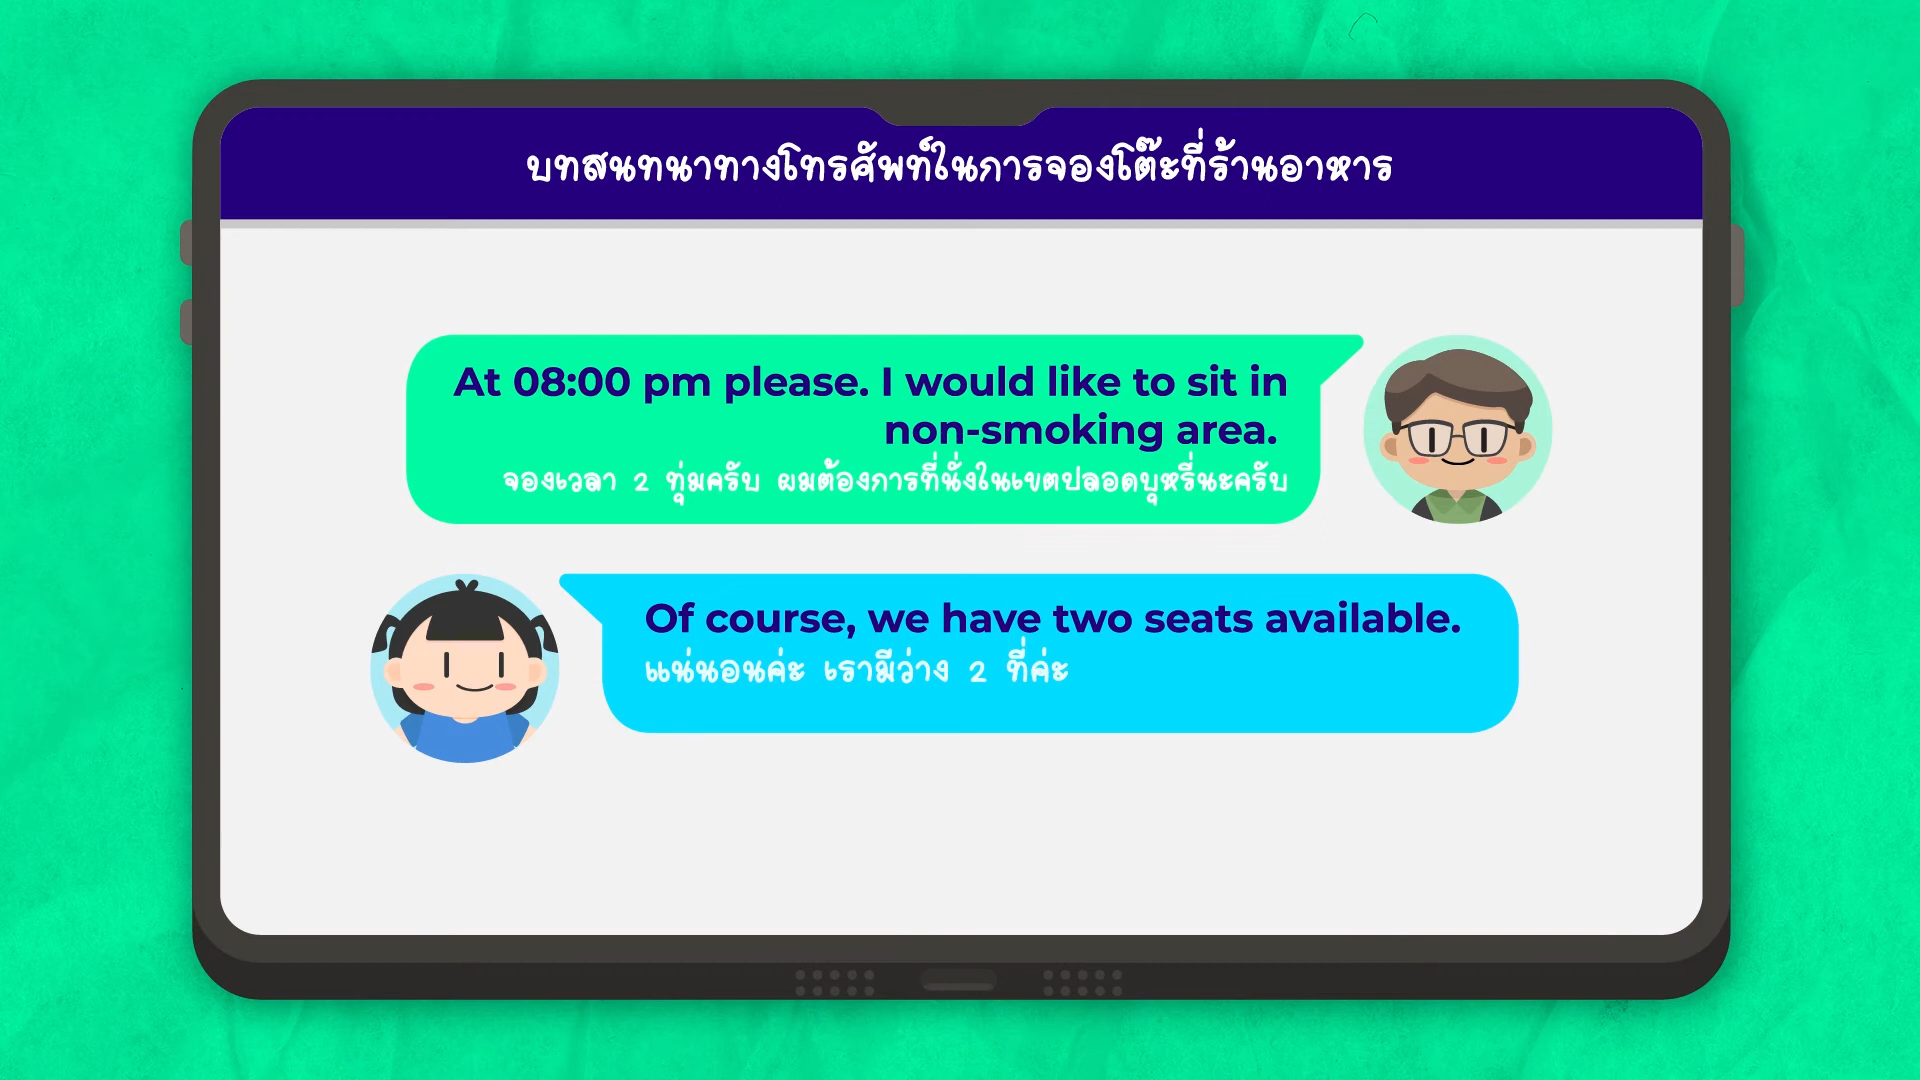 บทสนทนาทางโทรศัพท์ในการจองโต๊ะที่ร้านอาหาร
At 08:00 pm please. I would like to sit in
non-smoking area.
จองเวลา 2 ทุ่มครับ ผมต้องการที่นั่งในเขตปลอดบุหรี่นะครับ
Of course, we have two seats available.
แน่นอนค่ะ เรามีว่าง 2 ที่ค่ะ